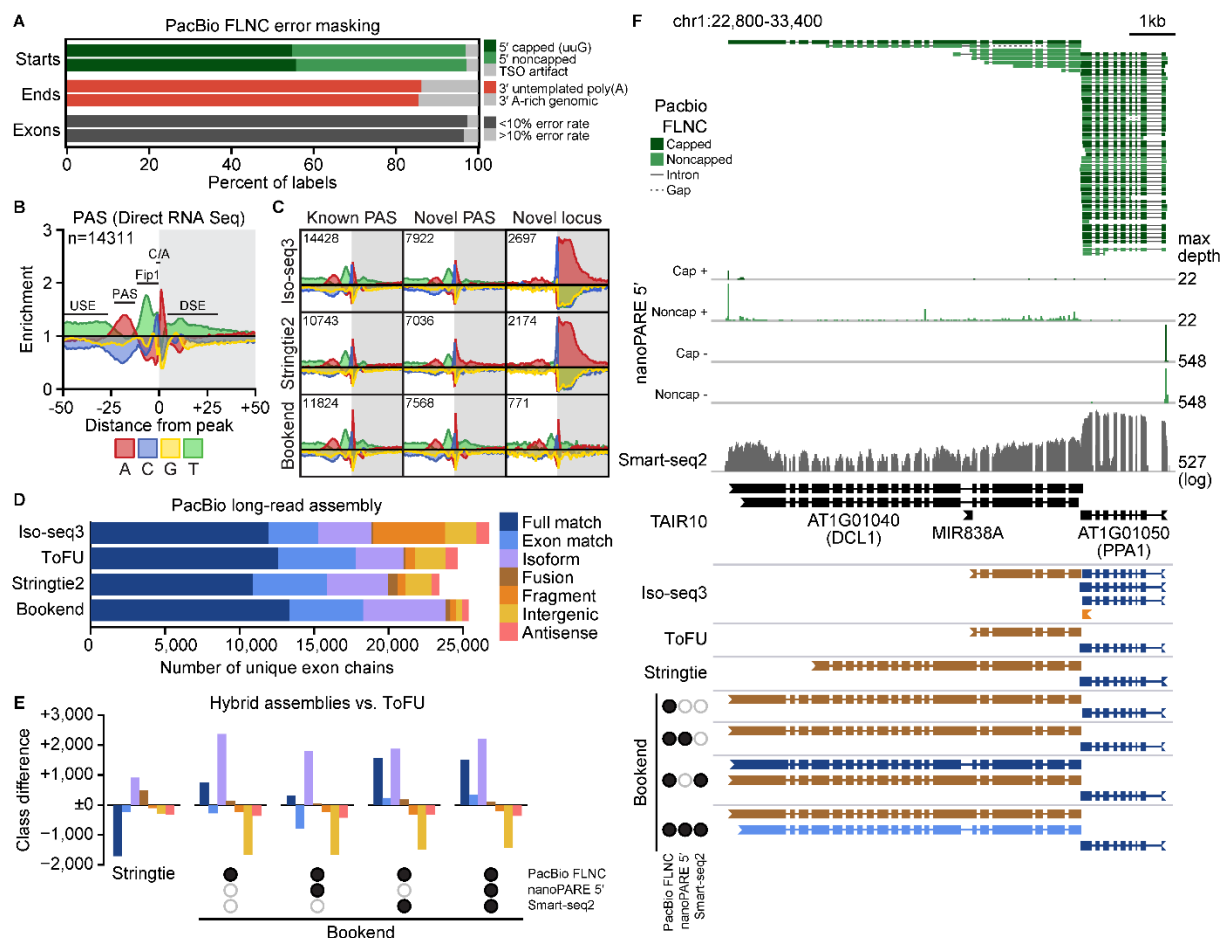 A
PacBio FLNC error masking
Starts
Ends
Exons
5' capped (uuG)
5' noncapped
TSO artifact
3' untemplated poly(A)
3' A-rich genomic
<10% error rate
>10% error rate
0 20 40 60 80 100
Percent of labels
B
PAS (Direct RNA Seq)
n=14311
Enrichment
3
2
1
0
USE
PAS
Fip1
C/A
DSE
-50 -25 0 +25 +50
Distance from peak
A C G T
C
Known PAS Novel PAS Novel locus
Iso-seq3
14428 7922 2697
Stringtie2
10743 7036 2174
Bookend
11824 7568 771
D
PacBio long-read assembly
Iso-seq3
ToFU
Stringtie2
Bookend
Full match
Exon match
Isoform
Fusion
Fragment
Intergenic
Antisense
0 5,000 10,000 15,000 20,000 25,000
Number of unique exon chains
E
Hybrid assemblies vs. ToFU
Class difference
+3,000
+2,000
+1,000
±0
−1,000
−2,000
Stringtie
PacBio FLNC
nanoPARE 5'
Smart-seq2
Bookend
F
chr1:22,800-33,400
1kb
Pacbio
FLNC
Capped
Noncapped
Intron
Gap
max
depth
nanoPARE 5'
Cap + 22
Noncap + 22
Cap - 548
Noncap - 548
Smart-seq2
527
(log)
TAIR10
AT1G01040
(DCL1)
MIR838A
AT1G01050
(PPA1)
Iso-seq3
ToFU
Stringtie
Bookend
PacBio FLNC
nanoPARE 5'
Smart-seq2